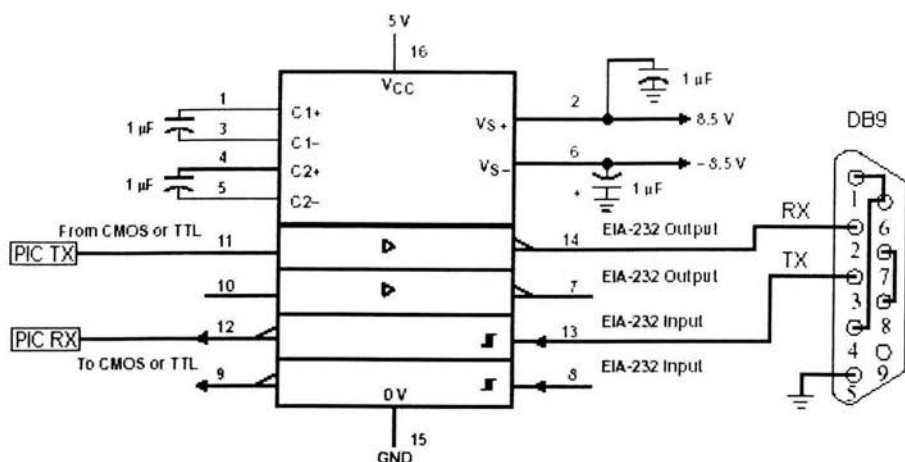 5 V
16
VCC
1
C1+
1 µF
3
C1–
4
C2+
1 µF
5
C2–
2
VS+
1 µF
8.5 V
6
VS–
– 8.5 V
+
1 µF
DB9
From CMOS or TTL
PIC TX
11
14
EIA-232 Output
RX
10
7
EIA-232 Output
TX
PIC RX
12
13
EIA-232 Input
To CMOS or TTL
9
8
EIA-232 Input
0 V
15
GND
1
6
2
7
3
8
4
9
5